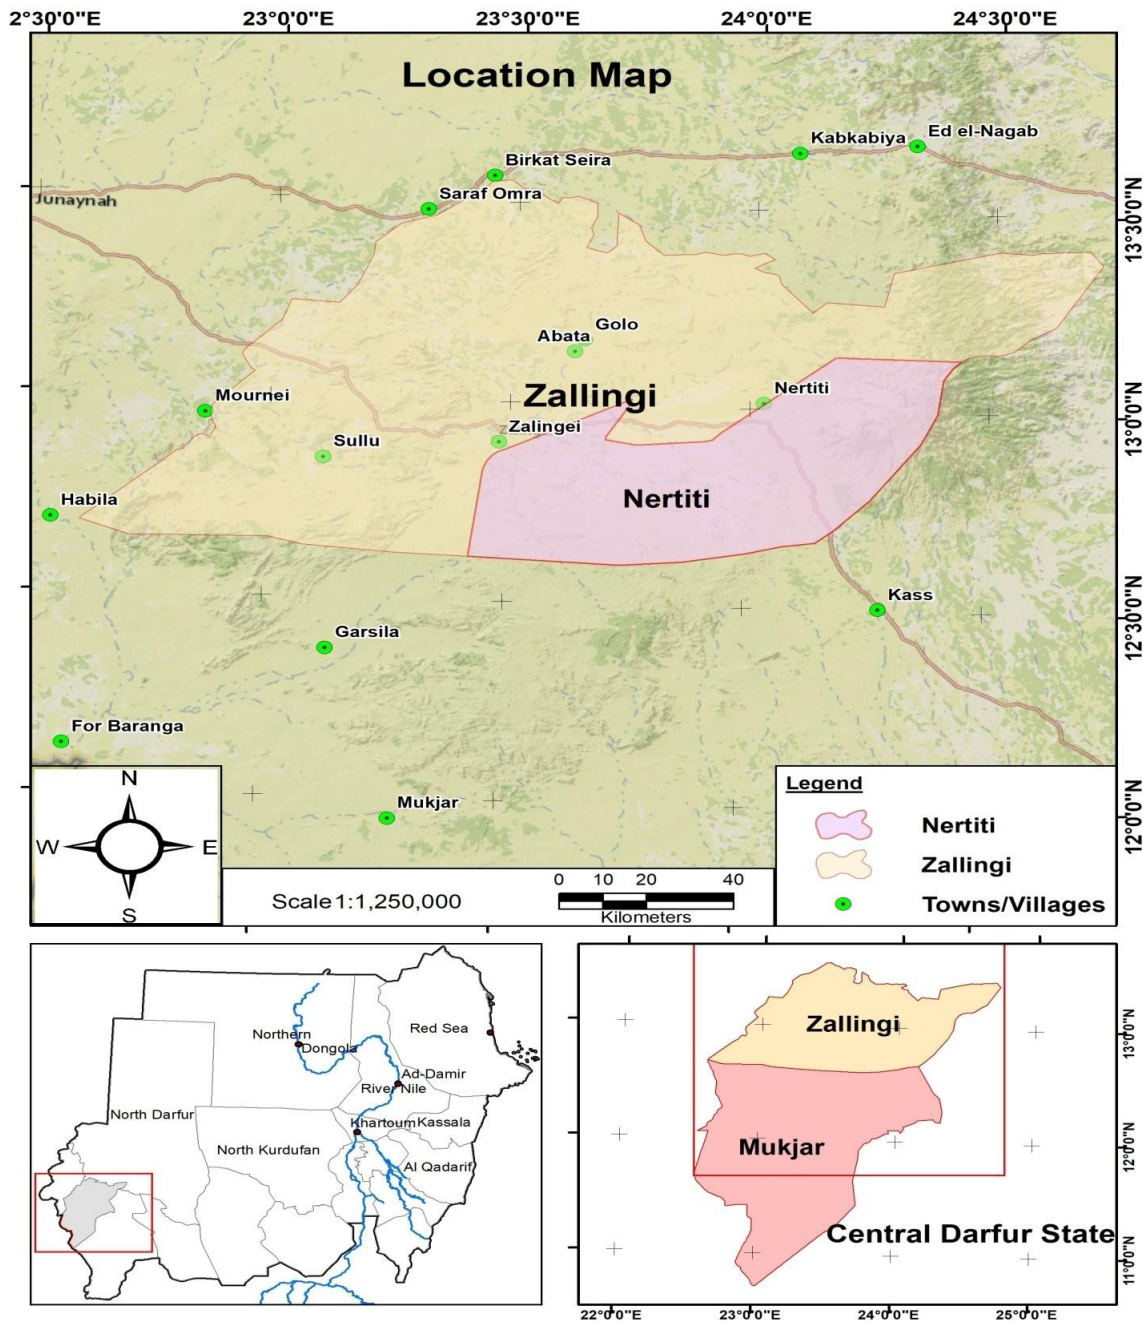 2°30'0"E 23°0'0"E 23°30'0"E 24°0'0"E 24°30'0"E
Location Map
Ed el-Nagab
Kabkabiya
Birkat Seira
Saraf Omra
Junaynah
13°30'0"N
Golo
Abata
Zallingi
Nertiti
Mournei
Zalingei
13°0'0"N
Sullu
Nertiti
Habila
Kass
12°30'0"N
Garsila
For Baranga
Mukjar
12°0'0"N
N
W E
S
Scale1:1,250,000
0 10 20 40
Kilometers
Legend
Nertiti
Zallingi
Towns/Villages
Red Sea
Northern
Dongola
Ad-Damir
River Nile
North Darfur
Khartoum Kassala
North Kurdufan
Al Qadarif
Zallingi
Mukjar
Central Darfur State
13°0'0"N
12°0'0"N
11°0'0"N
22°0'0"E 23°0'0"E 24°0'0"E 25°0'0"E